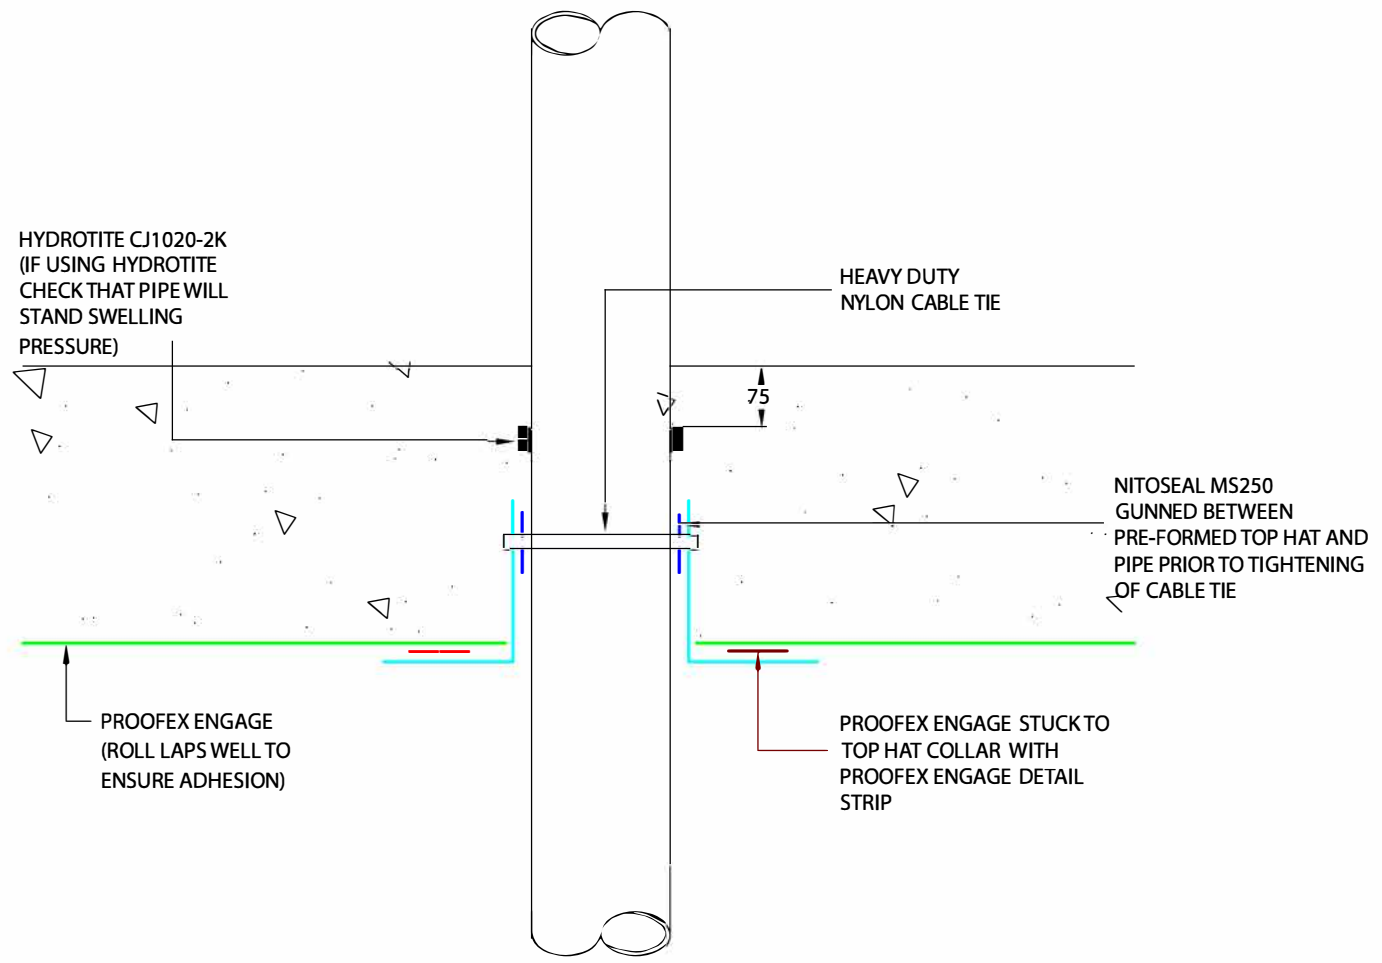 HYDROTITE CJ1020-2K
(IF USING HYDROTITE
CHECK THAT PIPE WILL
STAND SWELLING
PRESSURE)
HEAVY DUTY
NYLON CABLE TIE
75
NITOSEAL MS250
GUNNED BETWEEN
PRE-FORMED TOP HAT AND
PIPE PRIOR TO TIGHTENING
OF CABLE TIE
PROOFEX ENGAGE
(ROLL LAPS WELL TO
ENSURE ADHESION)
PROOFEX ENGAGE STUCK TO
TOP HAT COLLAR WITH
PROOFEX ENGAGE DETAIL
STRIP